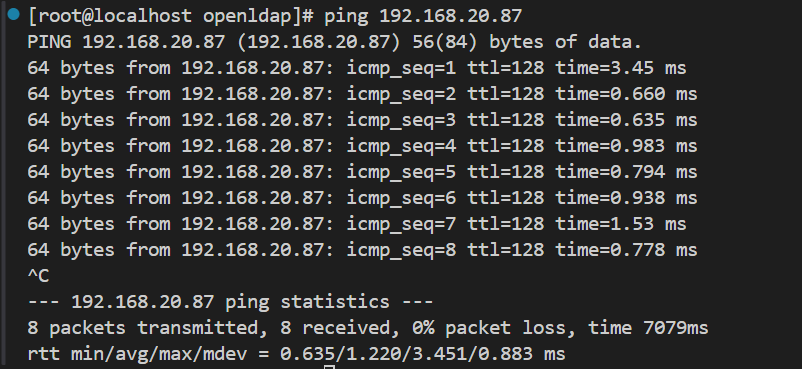 [root@localhost openldap]# ping 192.168.20.87
PING 192.168.20.87 (192.168.20.87) 56(84) bytes of data.
64 bytes from 192.168.20.87: icmp_seq=1 ttl=128 time=3.45 ms
64 bytes from 192.168.20.87: icmp_seq=2 ttl=128 time=0.660 ms
64 bytes from 192.168.20.87: icmp_seq=3 ttl=128 time=0.635 ms
64 bytes from 192.168.20.87: icmp_seq=4 ttl=128 time=0.983 ms
64 bytes from 192.168.20.87: icmp_seq=5 ttl=128 time=0.794 ms
64 bytes from 192.168.20.87: icmp_seq=6 ttl=128 time=0.938 ms
64 bytes from 192.168.20.87: icmp_seq=7 ttl=128 time=1.53 ms
64 bytes from 192.168.20.87: icmp_seq=8 ttl=128 time=0.778 ms
^C
--- 192.168.20.87 ping statistics ---
8 packets transmitted, 8 received, 0% packet loss, time 7079ms
rtt min/avg/max/mdev = 0.635/1.220/3.451/0.883 ms